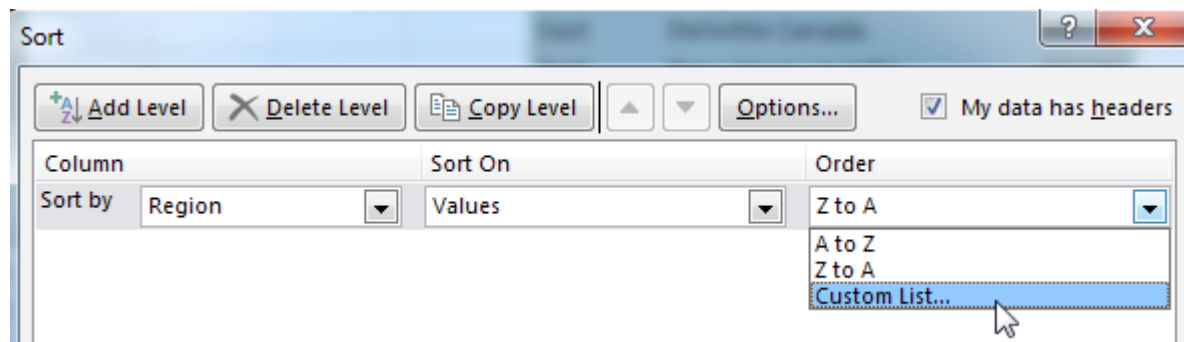 Sort
Add Level Delete Level Copy Level Options... My data has headers
Column Sort On Order
Sort by Region Values Z to A
A to Z
Z to A
Custom List...